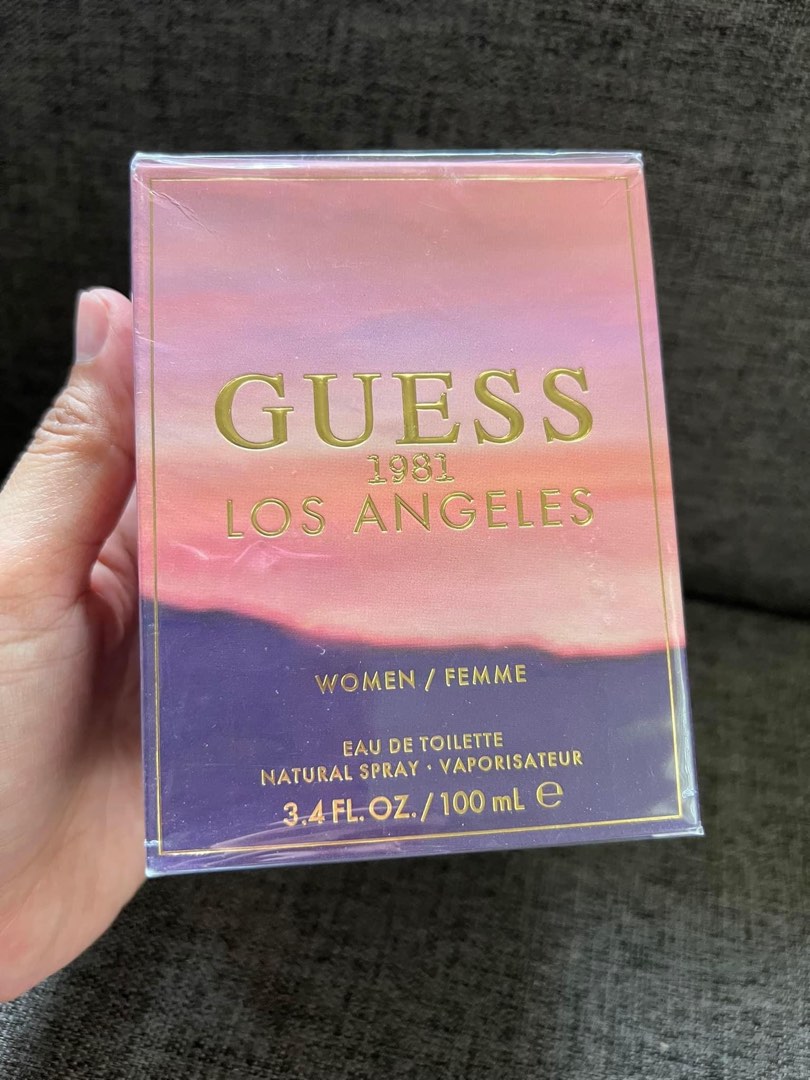 GUESS
1981
LOS ANGELES
WOMEN / FEMME
EAU DE TOILETTE
NATURAL SPRAY · VAPORISATEUR
3.4 FL. OZ. / 100 mL ℮